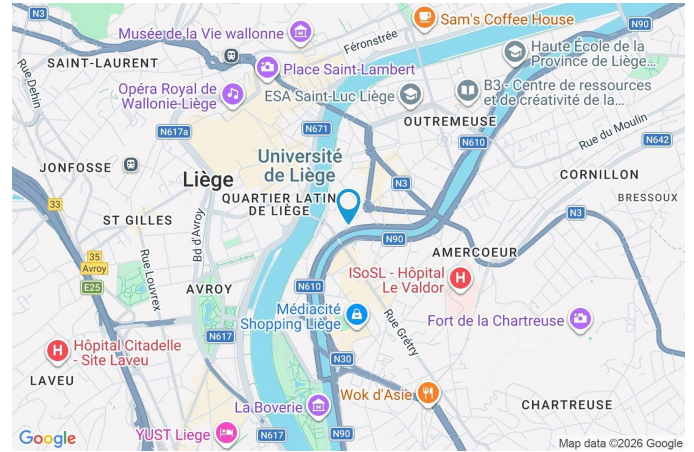 Musée de la Vie wallonne
N3
Féronstrée
Sam's Coffee House
N90
SAINT-LAURENT
Place Saint-Lambert
Haute École de la
Province de Liège...
Rue Dehin
Opéra Royal de
Wallonie-Liège
ESA Saint-Luc Liège
B3 - Centre de ressources
et de créativité de la...
N617a
N671
OUTREMEUSE
N610
Rue du Moulin
N642
JONFOSSE
Université
de Liège
Liège
N3
CORNILLON
BRESSOUX
33
ST GILLES
QUARTIER LATIN
DE LIÈGE
N3
Bd d'Avroy
N90
AMERCOEUR
35
Avroy
E25
Rue Louvrex
AVROY
N610
ISoSL - Hôpital
Le Valdor
Médiacité
Shopping Liège
Fort de la Chartreuse
Rue Grétry
N617
Hôpital Citadelle
- Site Laveu
N30
LAVEU
Wok d'Asie
La Boverie
CHARTREUSE
YUST Liege
N617
N90
Google
Map data ©2026 Google